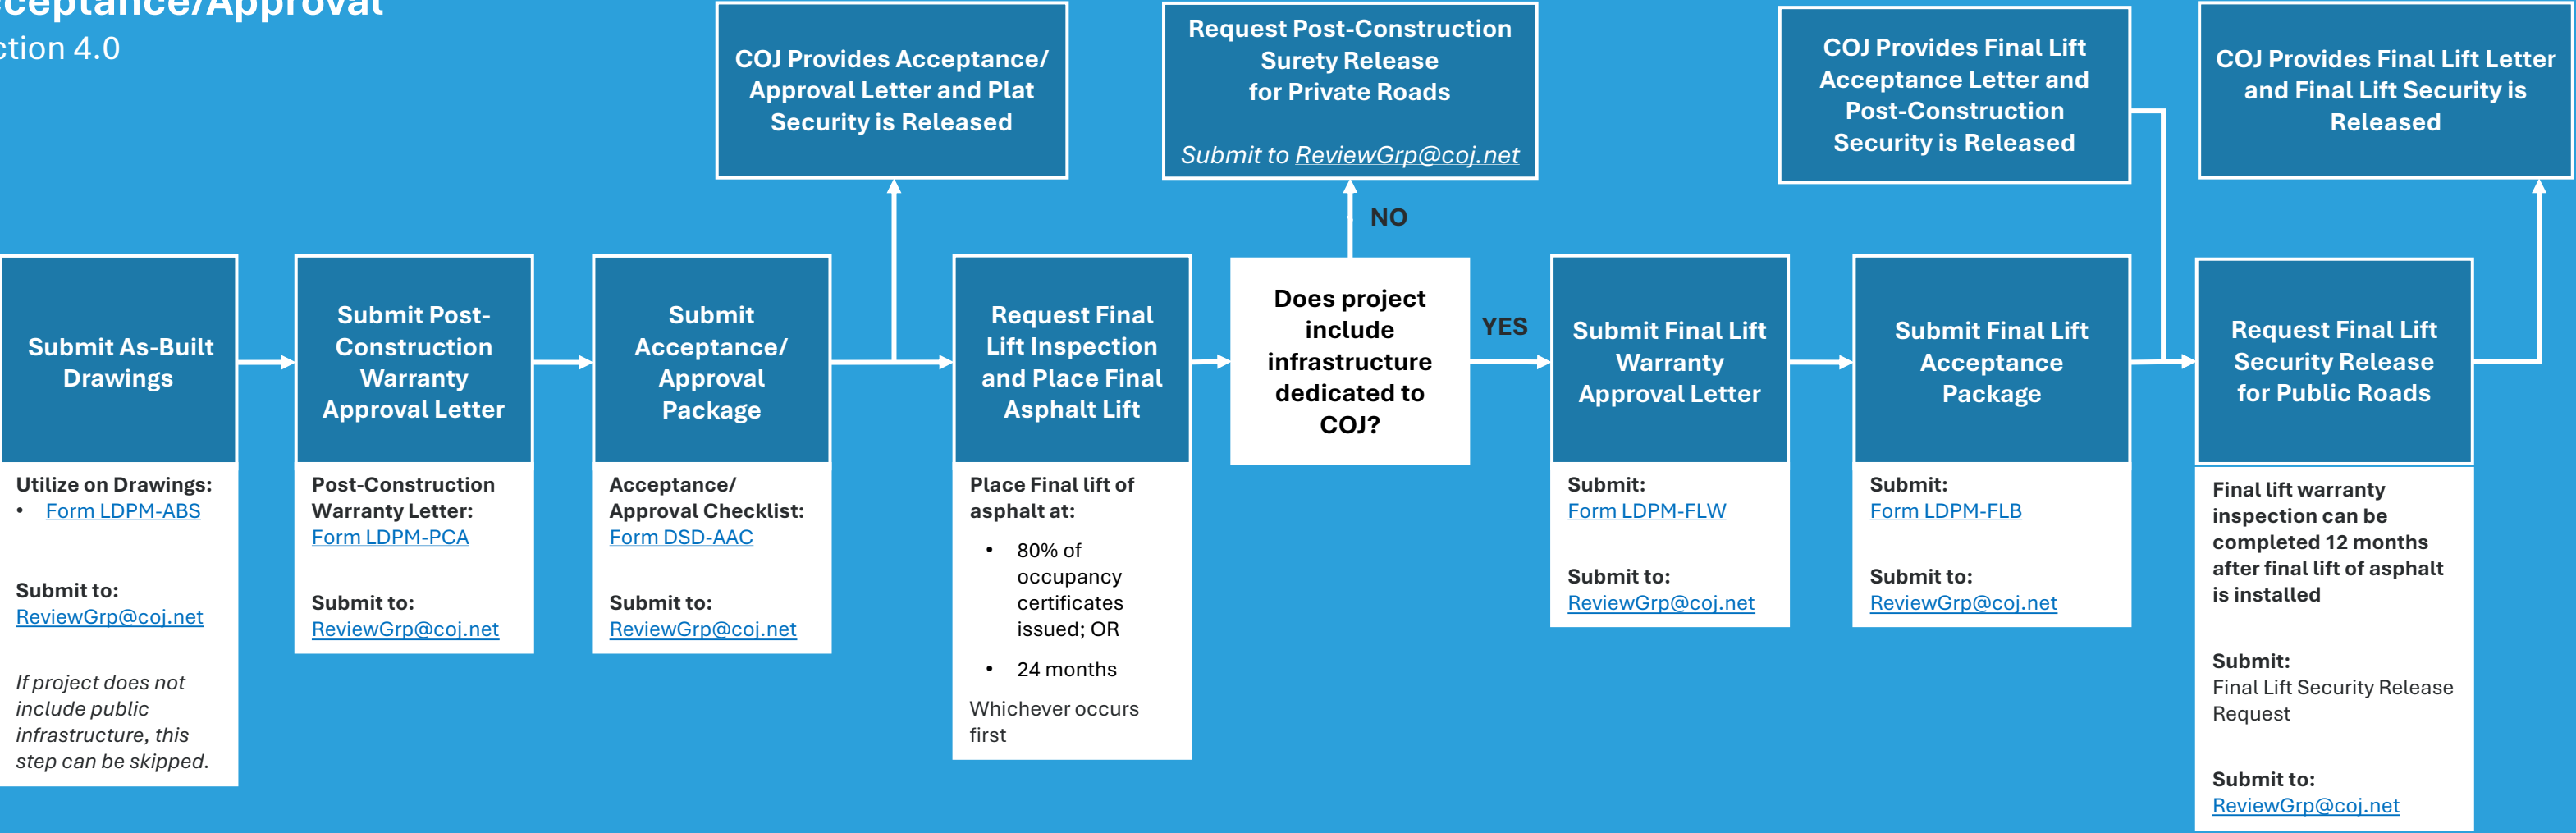 cceptance/Approval
ction 4.0
COJ Provides Acceptance/
Approval Letter and Plat
Security is Released
Request Post-Construction
Surety Release
for Private Roads
Submit to ReviewGrp@coj.net
COJ Provides Final Lift
Acceptance Letter and
Post-Construction
Security is Released
COJ Provides Final Lift Letter
and Final Lift Security is
Released
NO
Submit As-Built
Drawings
Utilize on Drawings:
• Form LDPM-ABS
Submit to:
ReviewGrp@coj.net
If project does not
include public
infrastructure, this
step can be skipped.
Submit Post-
Construction
Warranty
Approval Letter
Post-Construction
Warranty Letter:
Form LDPM-PCA
Submit to:
ReviewGrp@coj.net
Submit
Acceptance/
Approval
Package
Acceptance/
Approval Checklist:
Form DSD-AAC
Submit to:
ReviewGrp@coj.net
Request Final
Lift Inspection
and Place Final
Asphalt Lift
Place Final lift of
asphalt at:
• 80% of
occupancy
certificates
issued; OR
• 24 months
Whichever occurs
first
Does project
include
infrastructure
dedicated to
COJ?
YES
Submit Final Lift
Warranty
Approval Letter
Submit:
Form LDPM-FLW
Submit to:
ReviewGrp@coj.net
Submit Final Lift
Acceptance
Package
Submit:
Form LDPM-FLB
Submit to:
ReviewGrp@coj.net
Request Final Lift
Security Release
for Public Roads
Final lift warranty
inspection can be
completed 12 months
after final lift of asphalt
is installed
Submit:
Final Lift Security Release
Request
Submit to:
ReviewGrp@coj.net